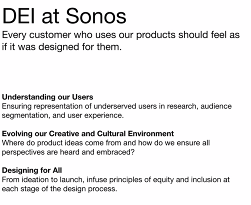 DEI at Sonos
Every customer who uses our products should feel as
if it was designed for them.
Understanding our Users
Ensuring representation of underserved users in research, audience
segmentation, and user experience.
Evolving our Creative and Cultural Environment
Where do product ideas come from and how do we ensure all
perspectives are heard and embraced?
Designing for All
From ideation to launch, infuse principles of equity and inclusion at
each stage of the design process.